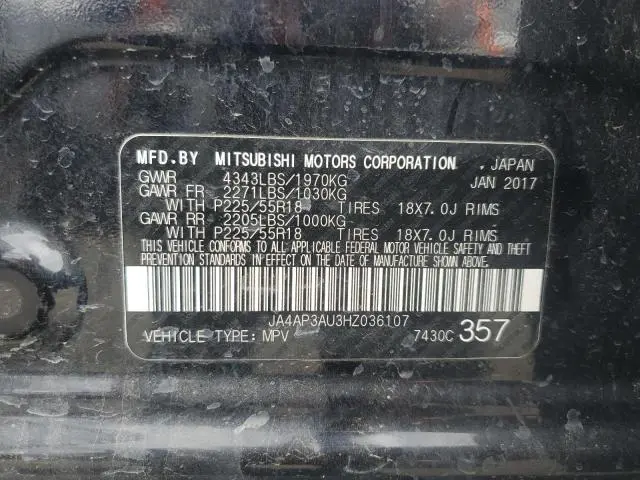 MFD.BY MITSUBISHI MOTORS CORPORATION . JAPAN
GVWR 4343LBS/1970KG JAN 2017
GAWR FR 2271LBS/1030KG
WITH P225/55R18 TIRES 18X7.0J RIMS
GAWR RR 2205LBS/1000KG
WITH P225/55R18 TIRES 18X7.0J RIMS
THIS VEHICLE CONFORMS TO ALL APPLICABLE FEDERAL MOTOR VEHICLE SAFETY AND THEFT
PREVENTION STANDARDS IN EFFECT ON THE DATE OF MANUFACTURE SHOWN ABOVE.
JA4AP3AU3HZ036107
VEHICLE TYPE: MPV 7430C 357